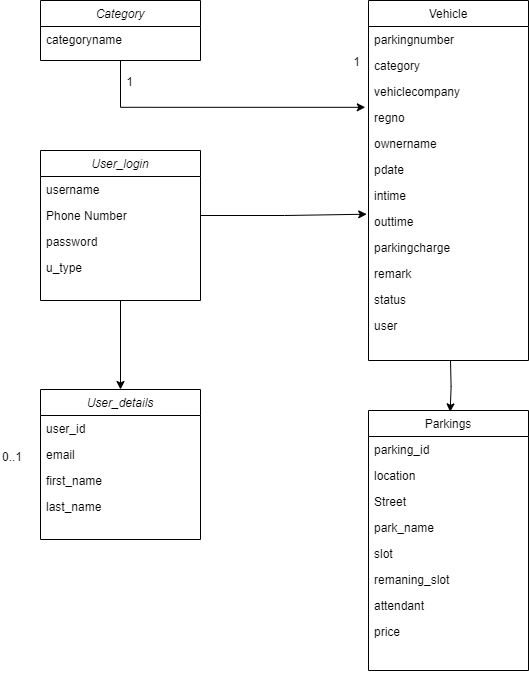 Category
categoryname
1
User_login
username
Phone Number
password
u_type
User_details
user_id
email
first_name
last_name
0..1
1
Vehicle
parkingnumber
category
vehiclecompany
regno
ownername
pdate
intime
outtime
parkingcharge
remark
status
user
Parkings
parking_id
location
Street
park_name
slot
remaning_slot
attendant
price